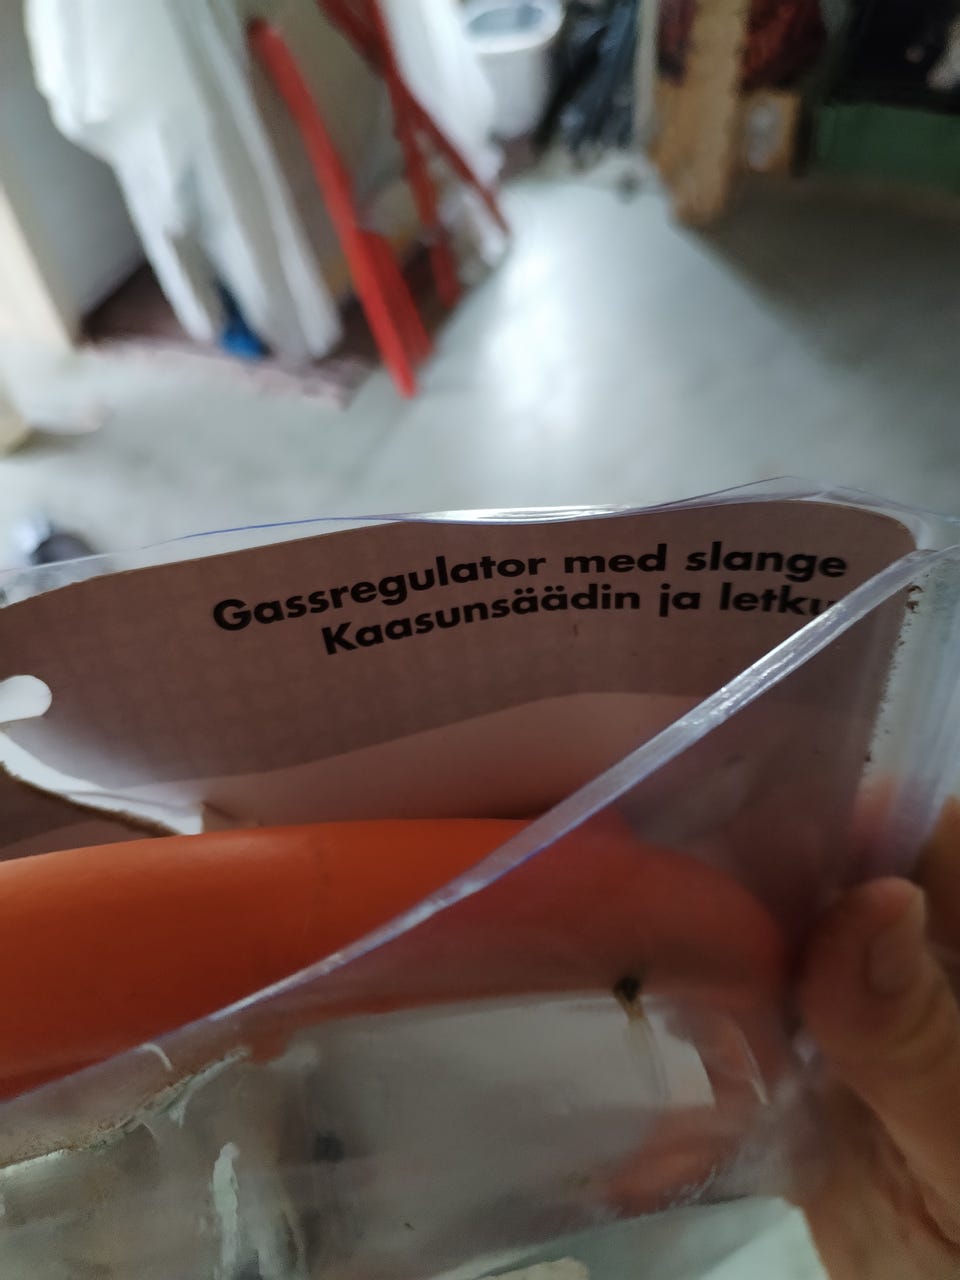 Gassregulator med slange
Kaasunsäädin ja letku